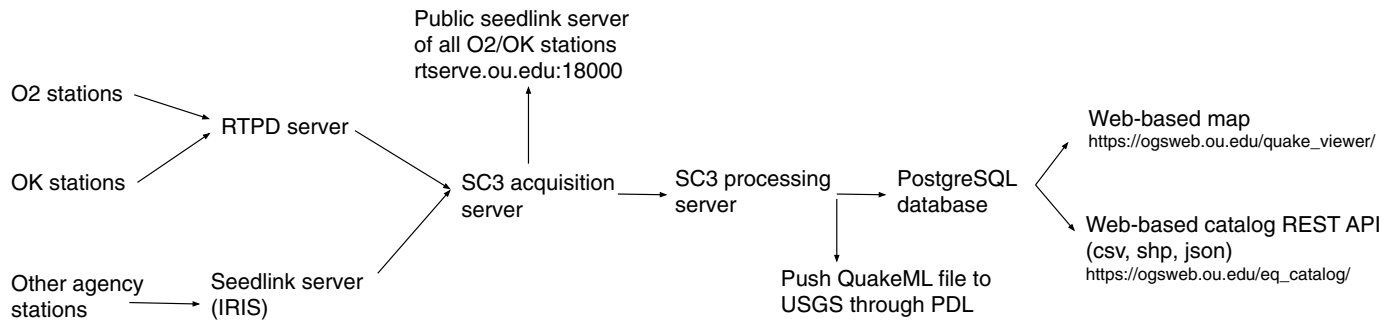 Public seedlink server
of all O2/OK stations
rtserve.ou.edu:18000
O2 stations
RTPD server
OK stations
Other agency
stations
Seedlink server
(IRIS)
SC3 acquisition
server
SC3 processing
server
PostgreSQL
database
Push QuakeML file to
USGS through PDL
Web-based map
https://ogsweb.ou.edu/quake_viewer/
Web-based catalog REST API
(csv, shp, json)
https://ogsweb.ou.edu/eq_catalog/